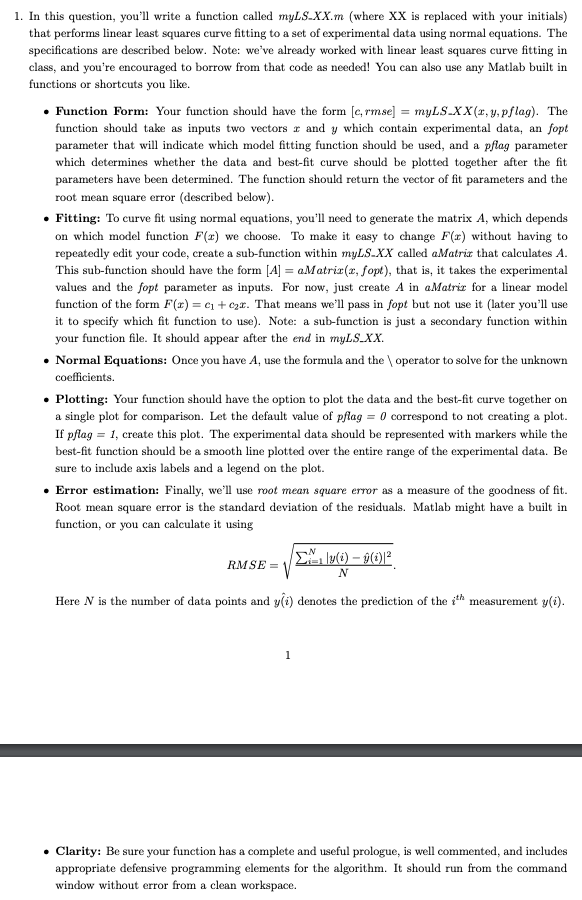 1. In this question, you'll write a function called myLS_XX.m (where XX is replaced with your initials)
that performs linear least squares curve fitting to a set of experimental data using normal equations. The
specifications are described below. Note: we've already worked with linear least squares curve fitting in
class, and you're encouraged to borrow from that code as needed! You can also use any Matlab built in
functions or shortcuts you like.
• Function Form: Your function should have the form [c, rmse] = myLS_XX(x, y, pflag). The
function should take as inputs two vectors x and y which contain experimental data, an fopt
parameter that will indicate which model fitting function should be used, and a pflag parameter
which determines whether the data and best-fit curve should be plotted together after the fit
parameters have been determined. The function should return the vector of fit parameters and the
root mean square error (described below).
• Fitting: To curve fit using normal equations, you'll need to generate the matrix A, which depends
on which model function F(x) we choose. To make it easy to change F(x) without having to
repeatedly edit your code, create a sub-function within myLS_XX called aMatrix that calculates A.
This sub-function should have the form [A] = aMatrix(x, fopt), that is, it takes the experimental
values and the fopt parameter as inputs. For now, just create A in aMatrix for a linear model
function of the form F(x) = c₁ + c₂x. That means we'll pass in fopt but not use it (later you'll use
it to specify which fit function to use). Note: a sub-function is just a secondary function within
your function file. It should appear after the end in myLS_XX.
• Normal Equations: Once you have A, use the formula and the \ operator to solve for the unknown
coefficients.
• Plotting: Your function should have the option to plot the data and the best-fit curve together on
a single plot for comparison. Let the default value of pflag = 0 correspond to not creating a plot.
If pflag = 1, create this plot. The experimental data should be represented with markers while the
best-fit function should be a smooth line plotted over the entire range of the experimental data. Be
sure to include axis labels and a legend on the plot.
• Error estimation: Finally, we'll use root mean square error as a measure of the goodness of fit.
Root mean square error is the standard deviation of the residuals. Matlab might have a built in
function, or you can calculate it using
RMSE = √(∑ᵢ₌₁ᴺ |y(i) − ŷ(i)|² / N).
Here N is the number of data points and y(̂i) denotes the prediction of the iᵗʰ measurement y(i).
1
• Clarity: Be sure your function has a complete and useful prologue, is well commented, and includes
appropriate defensive programming elements for the algorithm. It should run from the command
window without error from a clean workspace.